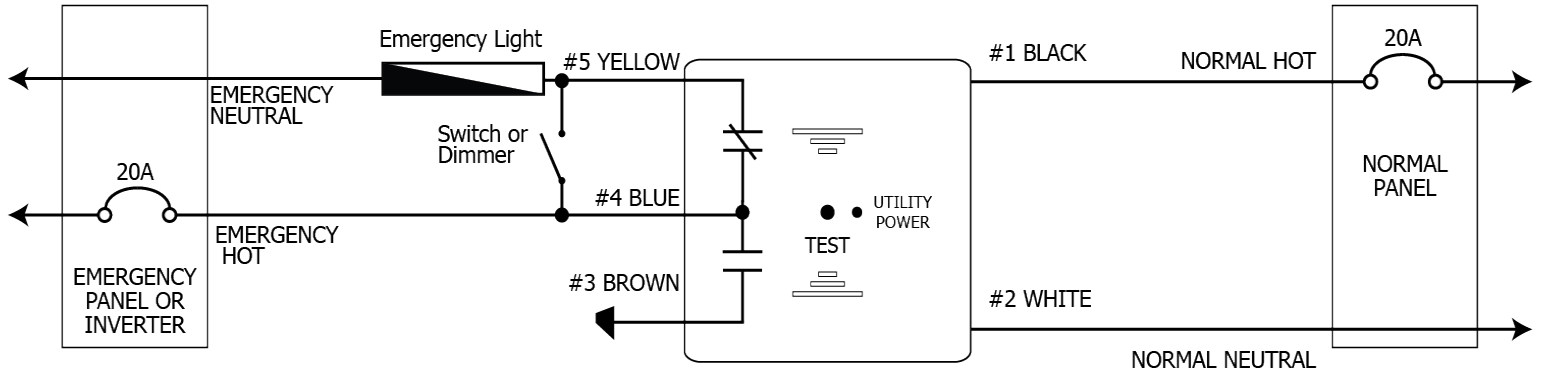 Emergency Light
#5 YELLOW
EMERGENCY
NEUTRAL
Switch or
Dimmer
20A
#4 BLUE
EMERGENCY
HOT
#3 BROWN
EMERGENCY
PANEL OR
INVERTER
UTILITY
POWER
TEST
#1 BLACK
NORMAL HOT
20A
NORMAL
PANEL
#2 WHITE
NORMAL NEUTRAL